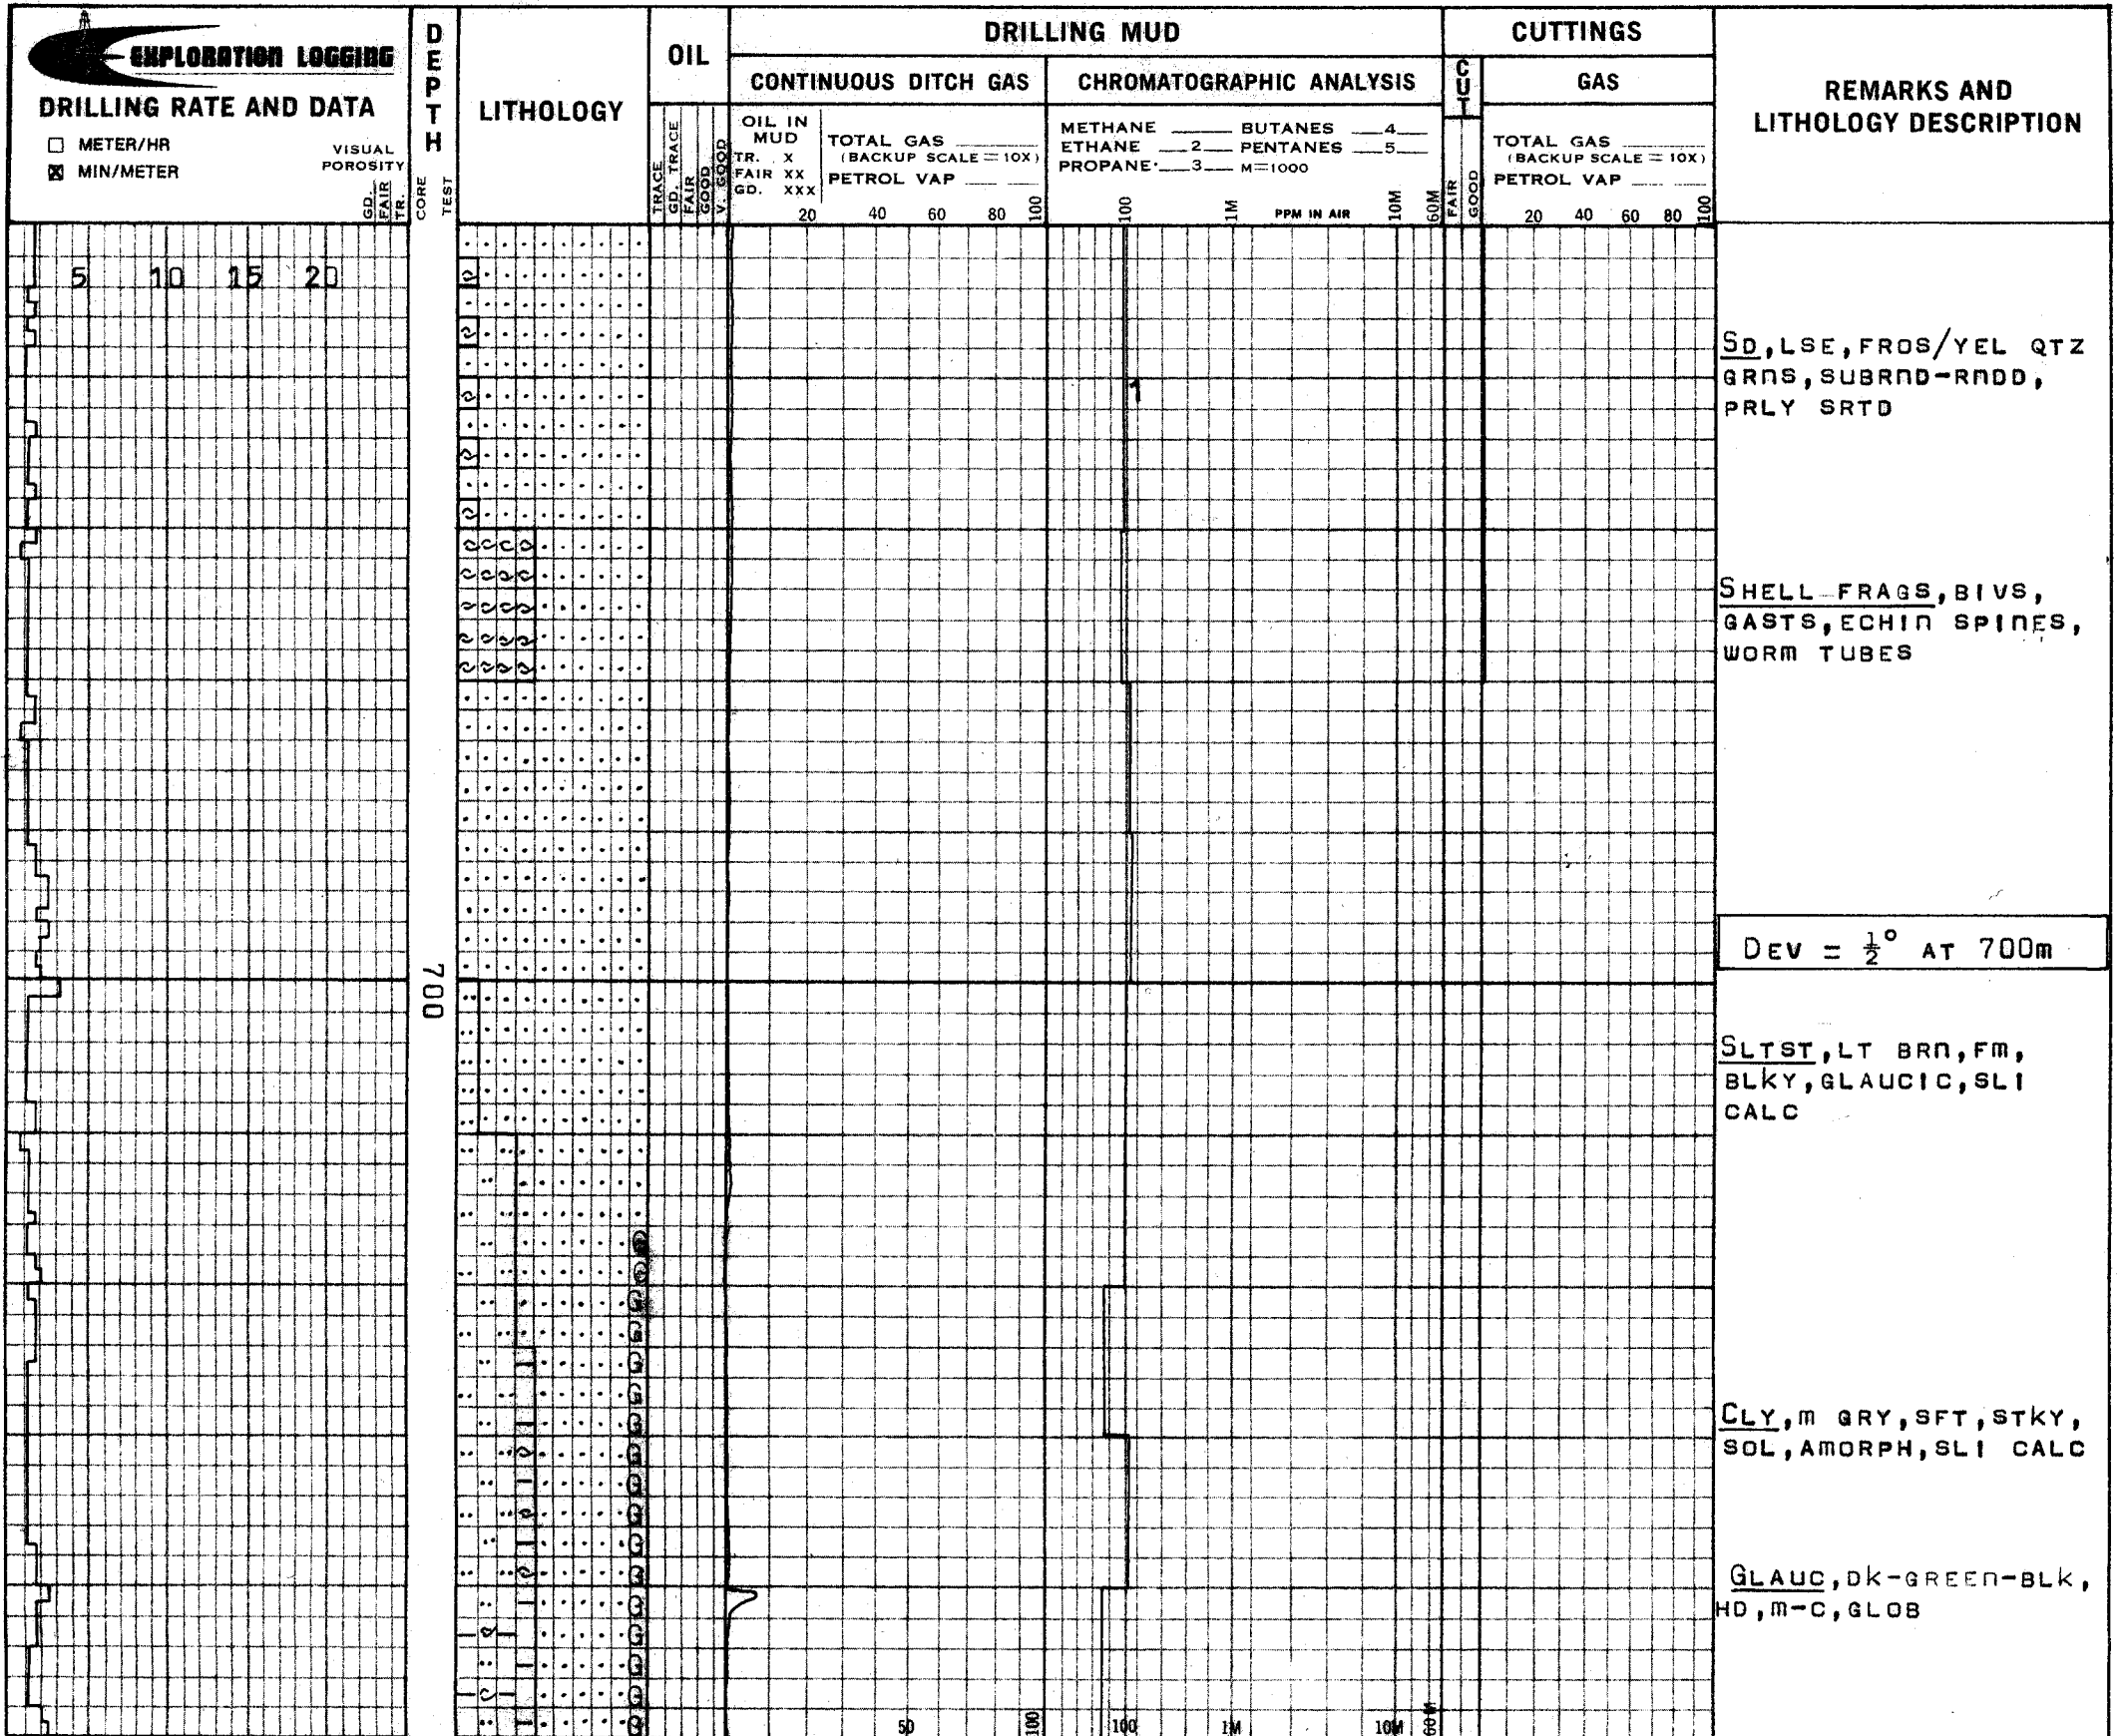 EXPLORATION LOGGING
DRILLING RATE AND DATA
METER/HR
MIN/METER
VISUAL
POROSITY
GD.
FAIR
TR.
DEPTH
CORE
TEST
LITHOLOGY
OIL
TRACE
GD. TRACE
FAIR
GOOD
V. GOOD
DRILLING MUD
CONTINUOUS DITCH GAS
OIL IN
MUD
TR. X
FAIR XX
GD. XXX
TOTAL GAS
(BACKUP SCALE = 10X)
PETROL VAP
20 40 60 80 100
CHROMATOGRAPHIC ANALYSIS
METHANE BUTANES 4
ETHANE 2 PENTANES 5
PROPANE 3 M=1000
100 1M PPM IN AIR 10M 60M
CUTTINGS
CUT
FAIR
GOOD
GAS
TOTAL GAS
(BACKUP SCALE = 10X)
PETROL VAP
20 40 60 80 100
REMARKS AND
LITHOLOGY DESCRIPTION
5 10 15 20
1
SD, LSE, FROS/YEL QTZ
GRNS, SUBRND-RNDD,
PRLY SRTD
SHELL FRAGS, BIVS,
GASTS, ECHIN SPINES,
WORM TUBES
DEV = ½° AT 700m
700
SLTST, LT BRN, FM,
BLKY, GLAUCIC, SLI
CALC
CLY, m GRY, SFT, STKY,
SOL, AMORPH, SLI CALC
GLAUC, DK-GREEN-BLK,
HD, m-C, GLOB
50 100 100 1M 10M 60M